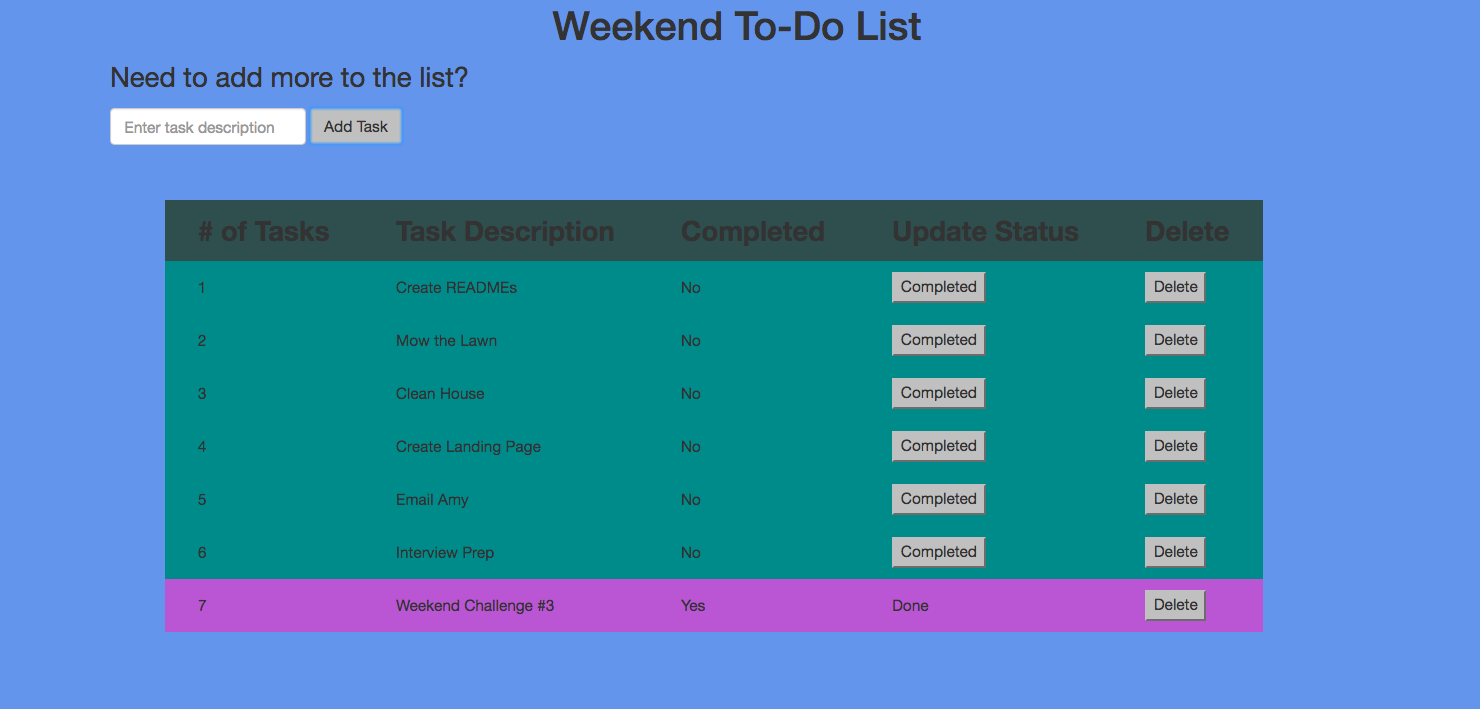 Weekend To-Do List
Need to add more to the list?
Enter task description Add Task
# of Tasks Task Description Completed Update Status Delete
1 Create READMEs No Completed Delete
2 Mow the Lawn No Completed Delete
3 Clean House No Completed Delete
4 Create Landing Page No Completed Delete
5 Email Amy No Completed Delete
6 Interview Prep No Completed Delete
7 Weekend Challenge #3 Yes Done Delete